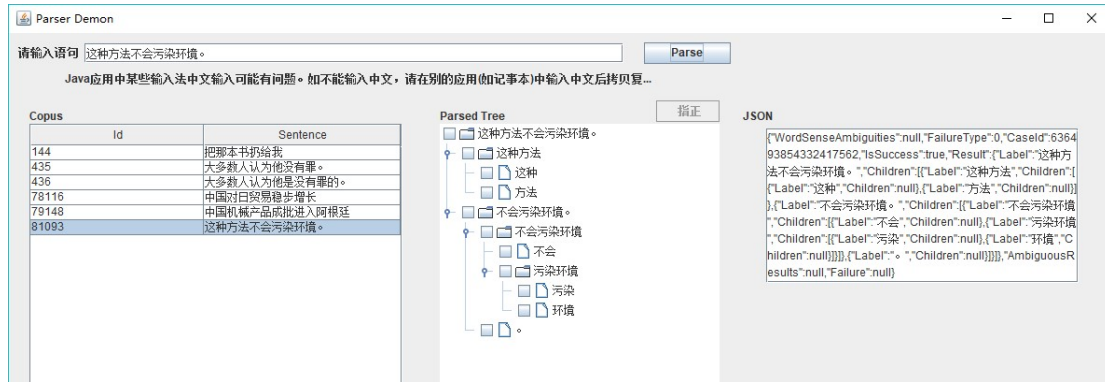 Parser Demon
请输入语句 这种方法不会污染环境。 Parse
Java应用中某些输入法中文输入可能有问题。如不能输入中文，请在别的应用(如记事本)中输入中文后拷贝复...
指正
Copus
Id Sentence
144 把那本书扔给我
435 大多数人认为他没有罪。
436 大多数人认为他是没有罪的。
78116 中国对日贸易稳步增长
79148 中国机械产品成批进入阿根廷
81093 这种方法不会污染环境。
Parsed Tree
这种方法不会污染环境。
这种方法
这种
方法
不会污染环境。
不会污染环境
不会
污染环境
污染
环境
。
JSON
{"WordSenseAmbiguities":null,"FailureType":0,"CaseId":6364
93854332417562,"IsSuccess":true,"Result":{"Label":"这种方
法不会污染环境。","Children":[{"Label":"这种方法","Children":[
{"Label":"这种","Children":null},{"Label":"方法","Children":null}]
},{"Label":"不会污染环境。","Children":[{"Label":"不会污染环境
","Children":[{"Label":"不会","Children":null},{"Label":"污染环境
","Children":[{"Label":"污染","Children":null},{"Label":"环境","C
hildren":null}]}]},{"Label":"。","Children":null}]}]},"AmbiguousR
esults":null,"Failure":null}